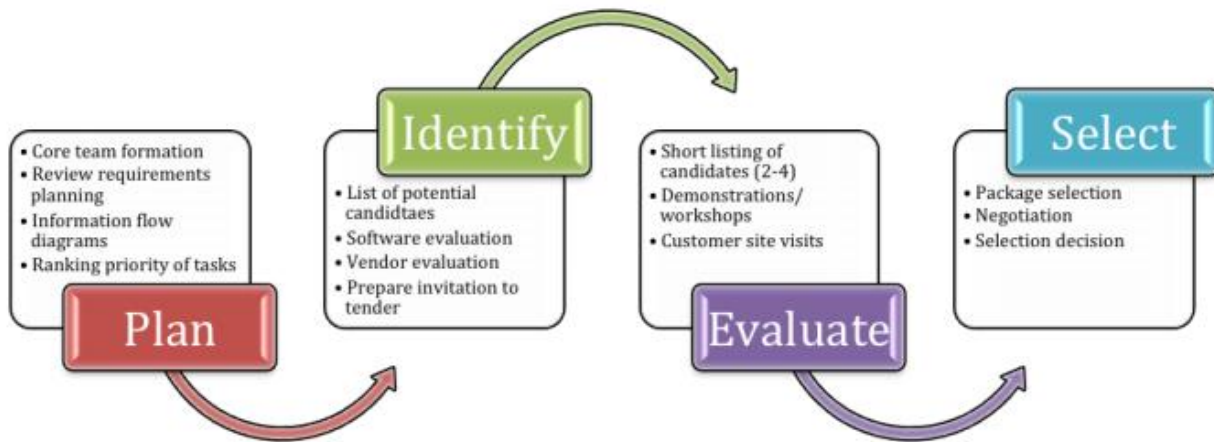 • Core team formation
• Review requirements
planning
• Information flow
diagrams
• Ranking priority of tasks
Plan
Identify
• List of potential
candidtaes
• Software evaluation
• Vendor evaluation
• Prepare invitation to
tender
• Short listing of
candidates (2-4)
• Demonstrations/
workshops
• Customer site visits
Evaluate
Select
• Package selection
• Negotiation
• Selection decision